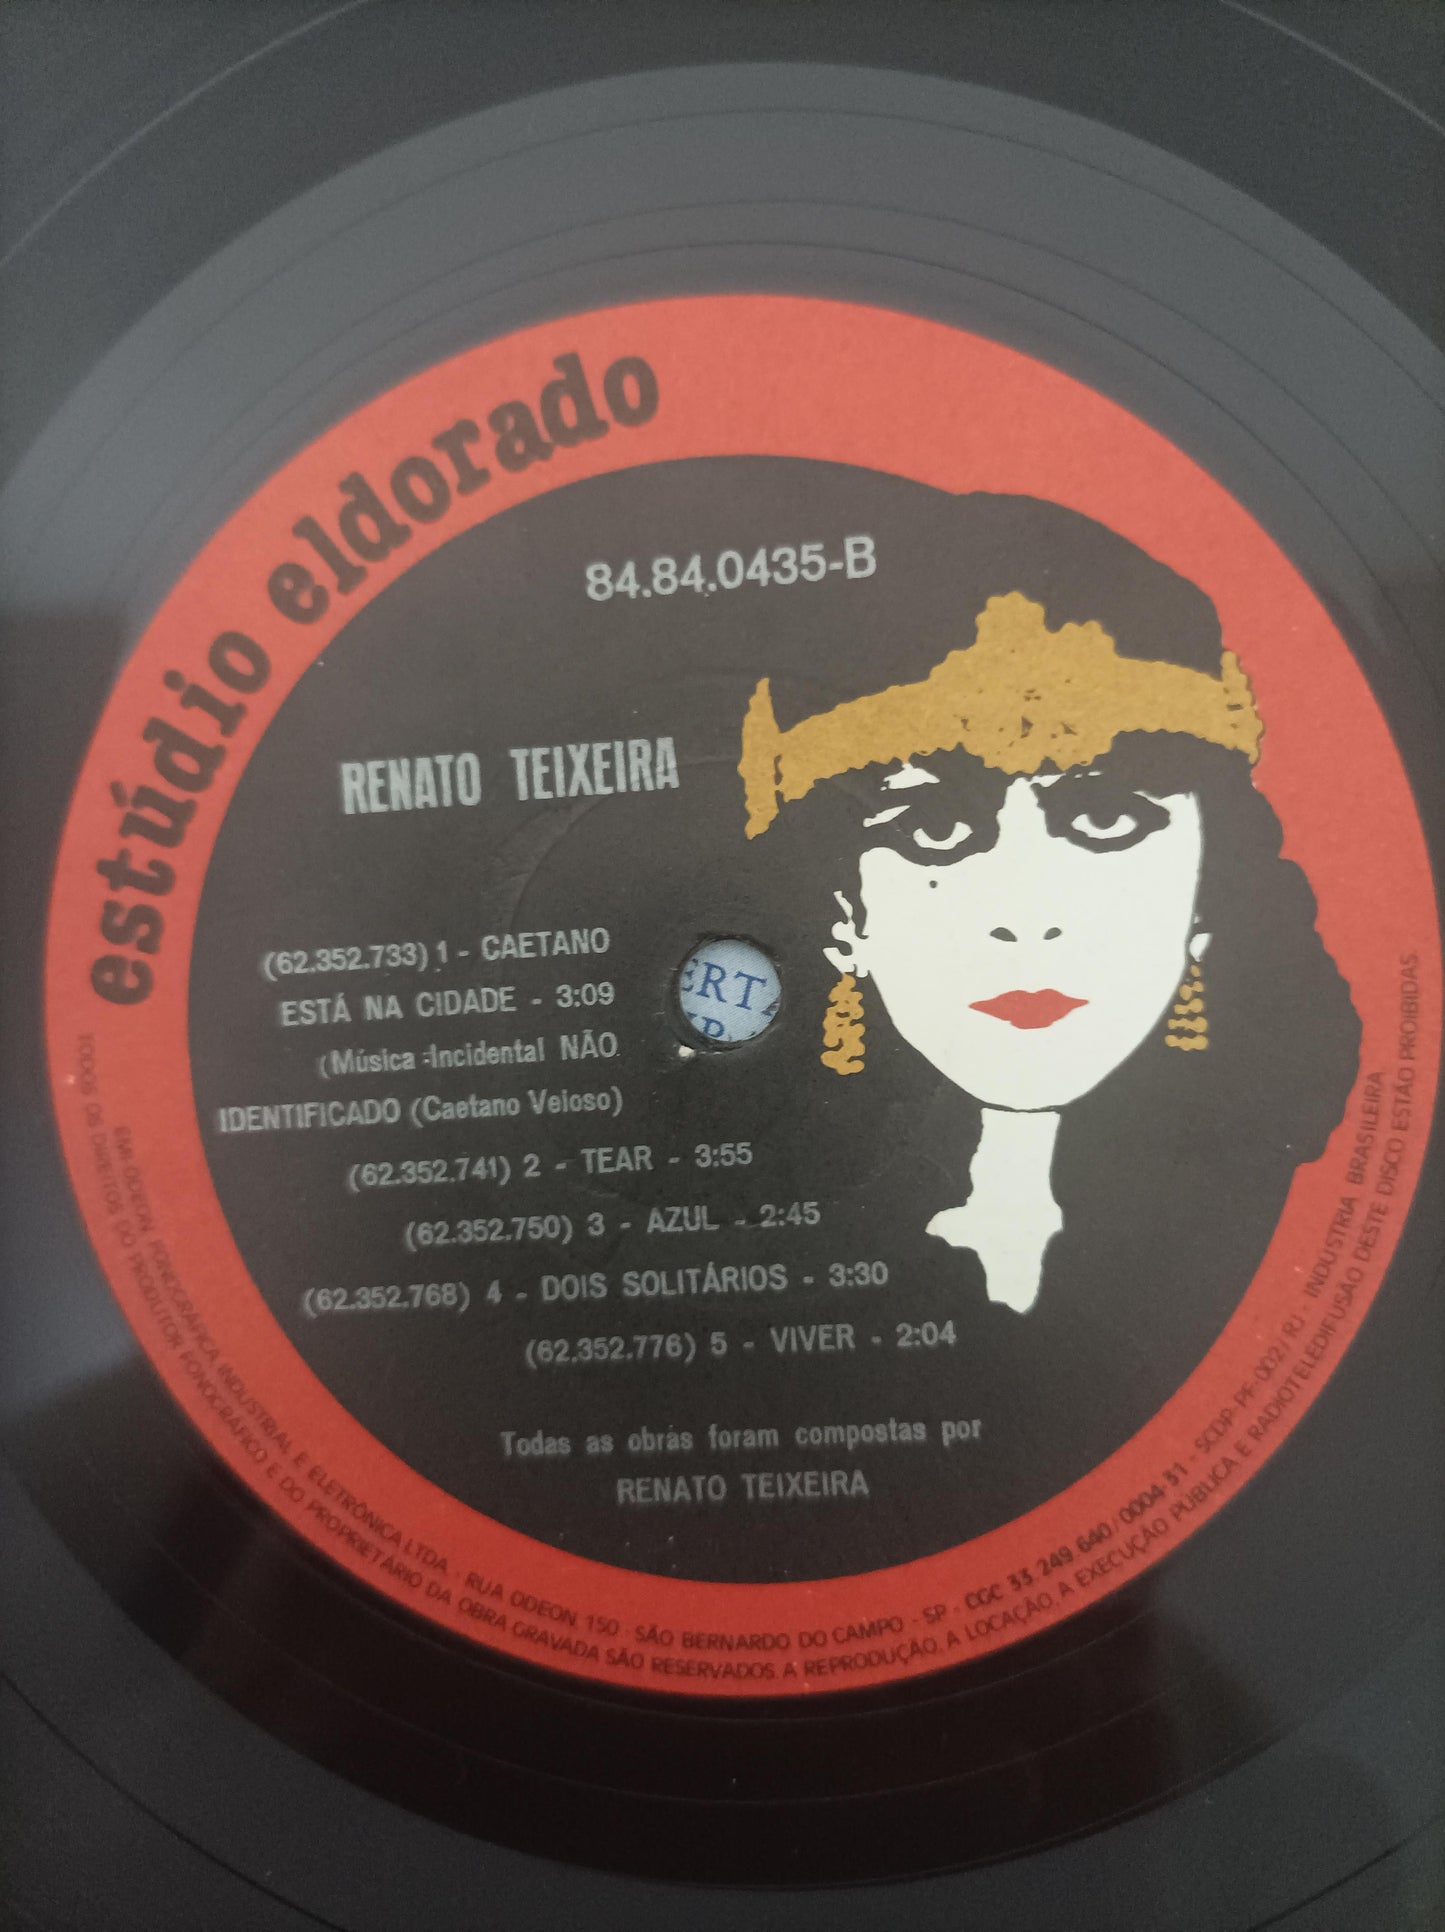 estúdio eldorado
84.84.0435-B
RENATO TEIXEIRA
(62.352.733) 1 - CAETANO
ESTÁ NA CIDADE - 3:09
(Música Incidental NÃO
IDENTIFICADO (Caetano Veloso)
(62.352.741) 2 - TEAR - 3:55
(62.352.750) 3 - AZUL - 2:45
(62.352.768) 4 - DOIS SOLITÁRIOS - 3:30
(62.352.776) 5 - VIVER - 2:04
Todas as obras foram compostas por
RENATO TEIXEIRA
EMI-ODEON FONOGRÁFICA INDUSTRIAL E ELETRÔNICA LTDA. RUA ODEON, 150 - SÃO BERNARDO DO CAMPO - SP - CGC 33.249.640/0004-31 - SCDP-PF-002/RJ - INDUSTRIA BRASILEIRA.
TODOS OS DIREITOS DO PRODUTOR FONOGRÁFICO E DO PROPRIETÁRIO DA OBRA GRAVADA SÃO RESERVADOS. A REPRODUÇÃO, A LOCAÇÃO, A EXECUÇÃO PÚBLICA E RADIOTELEDIFUSÃO DESTE DISCO ESTÃO PROIBIDAS.
ERT